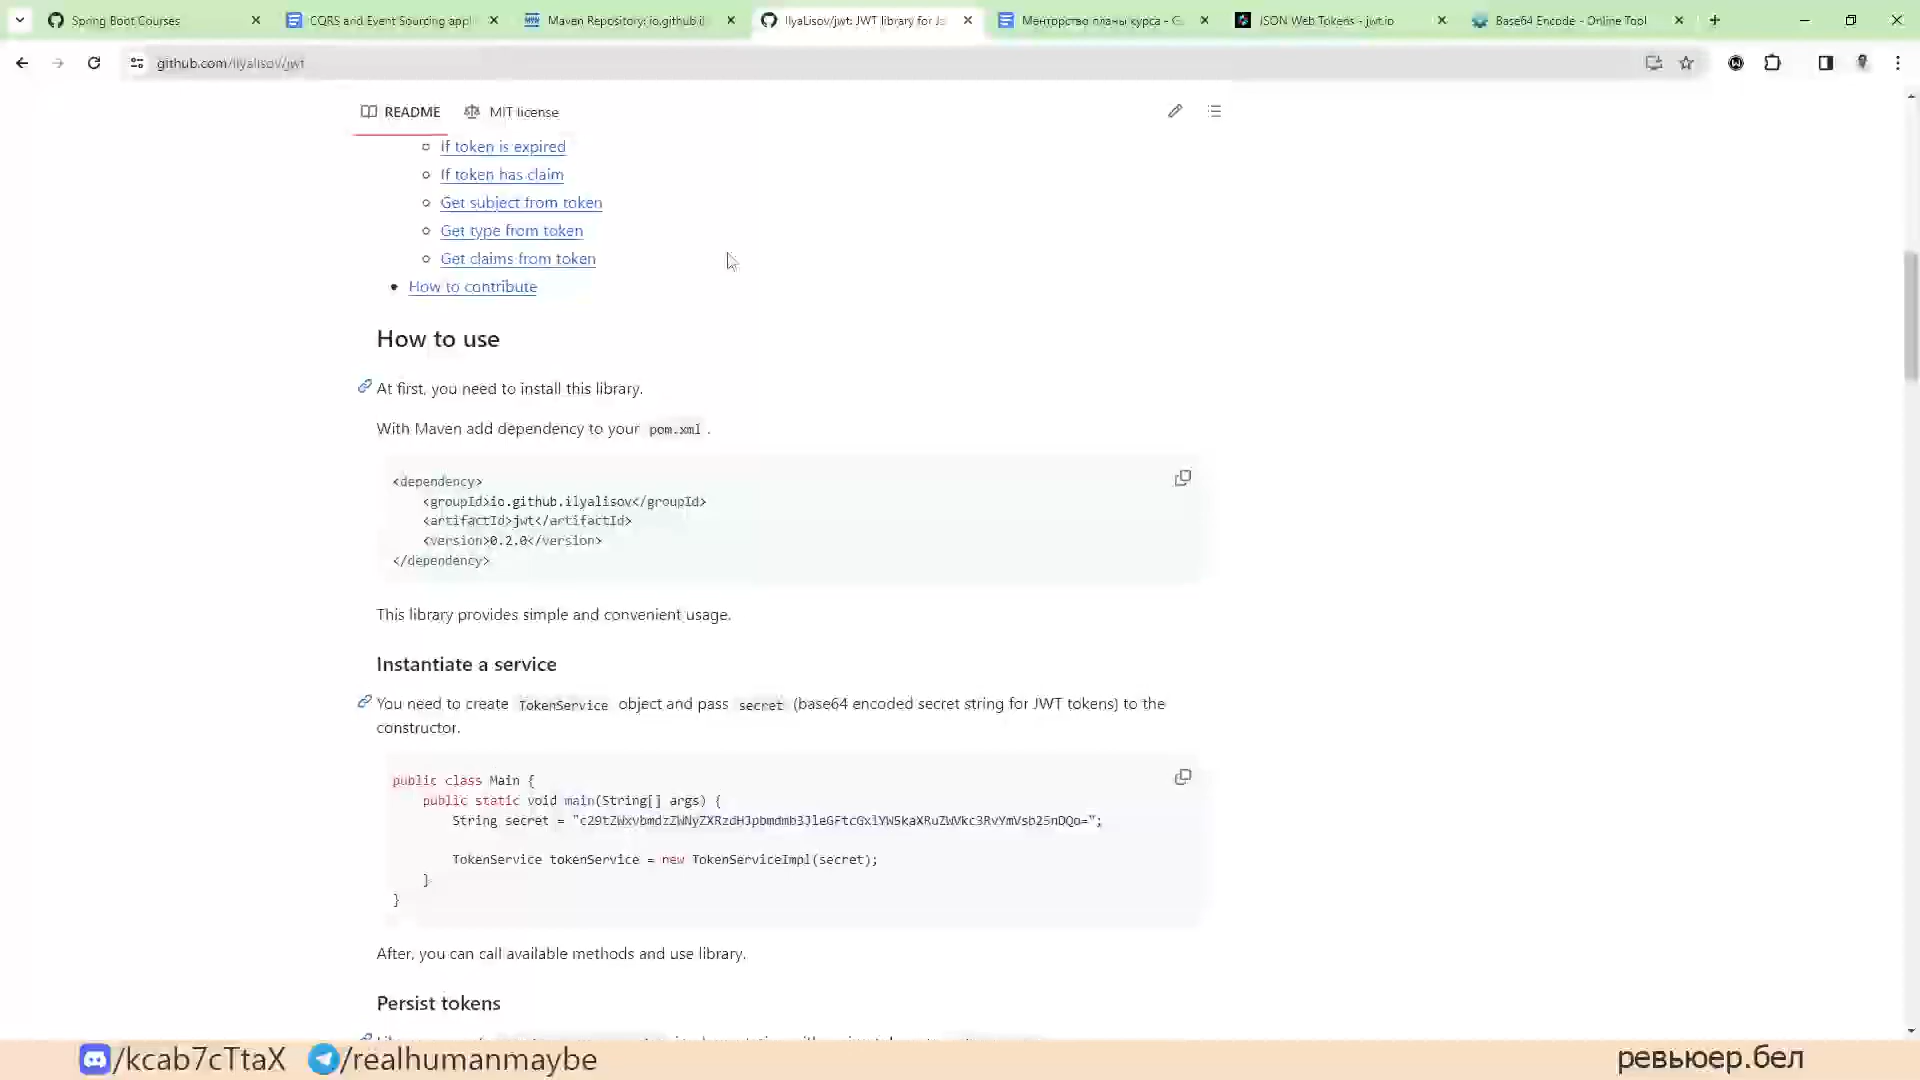 Spring Boot Courses
CQRS and Event Sourcing appl
Maven Repository: io.github.il
IlyaLisov/jwt: JWT library for Ja
Менторство планы курса - G
JSON Web Tokens - jwt.io
Base64 Encode - Online Tool
github.com/ilyalisov/jwt
README
MIT license
If token is expired
If token has claim
Get subject from token
Get type from token
Get claims from token
How to contribute
How to use
At first, you need to install this library.
With Maven add dependency to your pom.xml .
<dependency>
<groupId>io.github.ilyalisov</groupId>
<artifactId>jwt</artifactId>
<version>0.2.0</version>
</dependency>
This library provides simple and convenient usage.
Instantiate a service
You need to create TokenService object and pass secret (base64 encoded secret string for JWT tokens) to the
constructor.
public class Main {
public static void main(String[] args) {
String secret = "c29tZWxvbmdzZWNyZXRzdHJpbmdmb3JleGFtcGxlYW5kaXRuZWVkc3RvYmVsb25nDQo=";
TokenService tokenService = new TokenServiceImpl(secret);
}
}
After, you can call available methods and use library.
Persist tokens
/kcab7cTtaX
/realhumanmaybe
ревьюер.бел